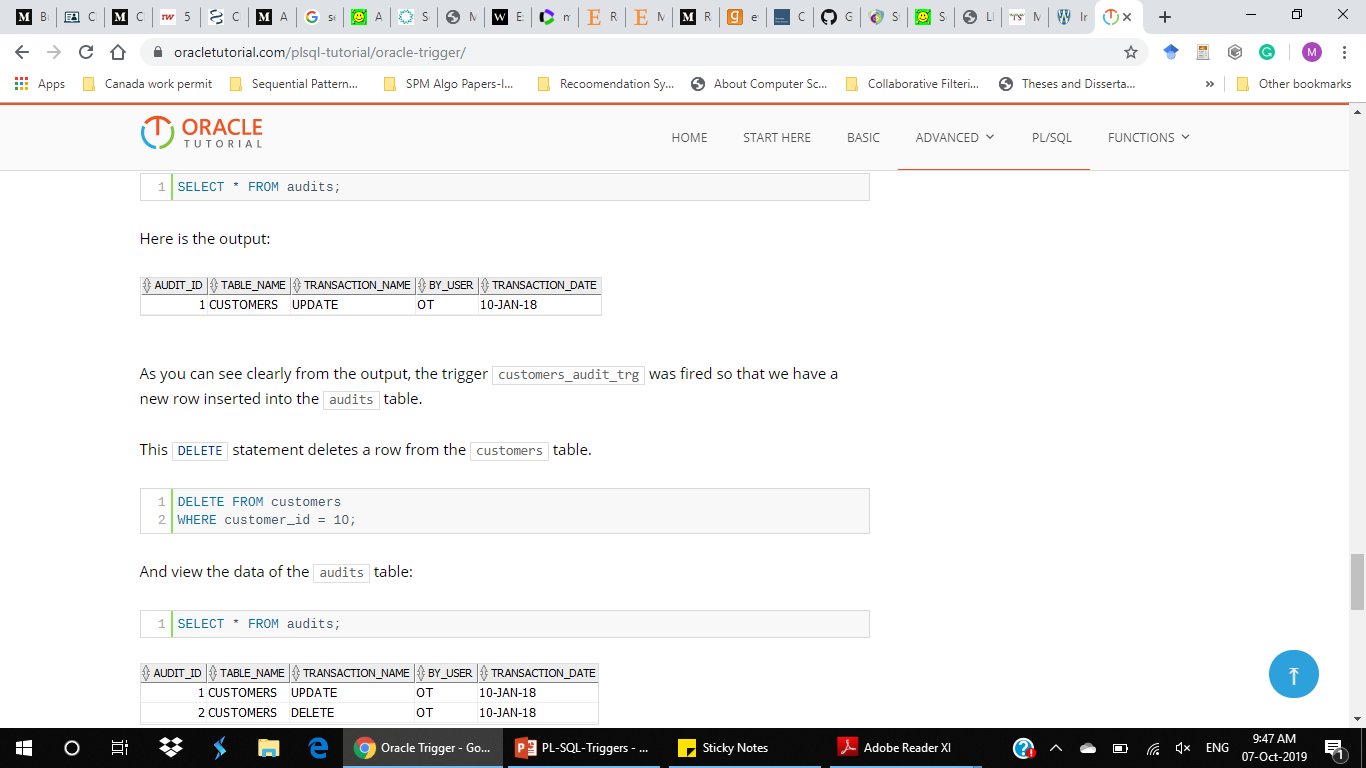 oracletutorial.com/plsql-tutorial/oracle-trigger/
M
Apps
Canada work permit
Sequential Pattern...
SPM Algo Papers-I...
Recoomendation Sy...
About Computer Sc...
Collaborative Filteri...
Theses and Disserta...
»
Other bookmarks
ORACLE
TUTORIAL
HOME
START HERE
BASIC
ADVANCED
PL/SQL
FUNCTIONS
1 SELECT * FROM audits;
Here is the output:
AUDIT_ID TABLE_NAME TRANSACTION_NAME BY_USER TRANSACTION_DATE
1 CUSTOMERS UPDATE OT 10-JAN-18
As you can see clearly from the output, the trigger customers_audit_trg was fired so that we have a
new row inserted into the audits table.
This DELETE statement deletes a row from the customers table.
1 DELETE FROM customers
2 WHERE customer_id = 10;
And view the data of the audits table:
1 SELECT * FROM audits;
AUDIT_ID TABLE_NAME TRANSACTION_NAME BY_USER TRANSACTION_DATE
1 CUSTOMERS UPDATE OT 10-JAN-18
2 CUSTOMERS DELETE OT 10-JAN-18
Oracle Trigger - Go...
PL-SQL-Triggers - ...
Sticky Notes
Adobe Reader XI
ENG
9:47 AM
07-Oct-2019
1